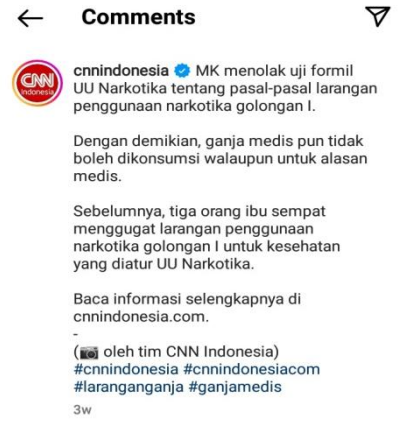 Comments
cnnindonesia MK menolak uji formil
UU Narkotika tentang pasal-pasal larangan
penggunaan narkotika golongan I.
Dengan demikian, ganja medis pun tidak
boleh dikonsumsi walaupun untuk alasan
medis.
Sebelumnya, tiga orang ibu sempat
menggugat larangan penggunaan
narkotika golongan I untuk kesehatan
yang diatur UU Narkotika.
Baca informasi selengkapnya di
cnnindonesia.com.
-
(📷 oleh tim CNN Indonesia)
#cnnindonesia #cnnindonesiacom
#laranganganja #ganjamedis
3w
CNN
Indonesia